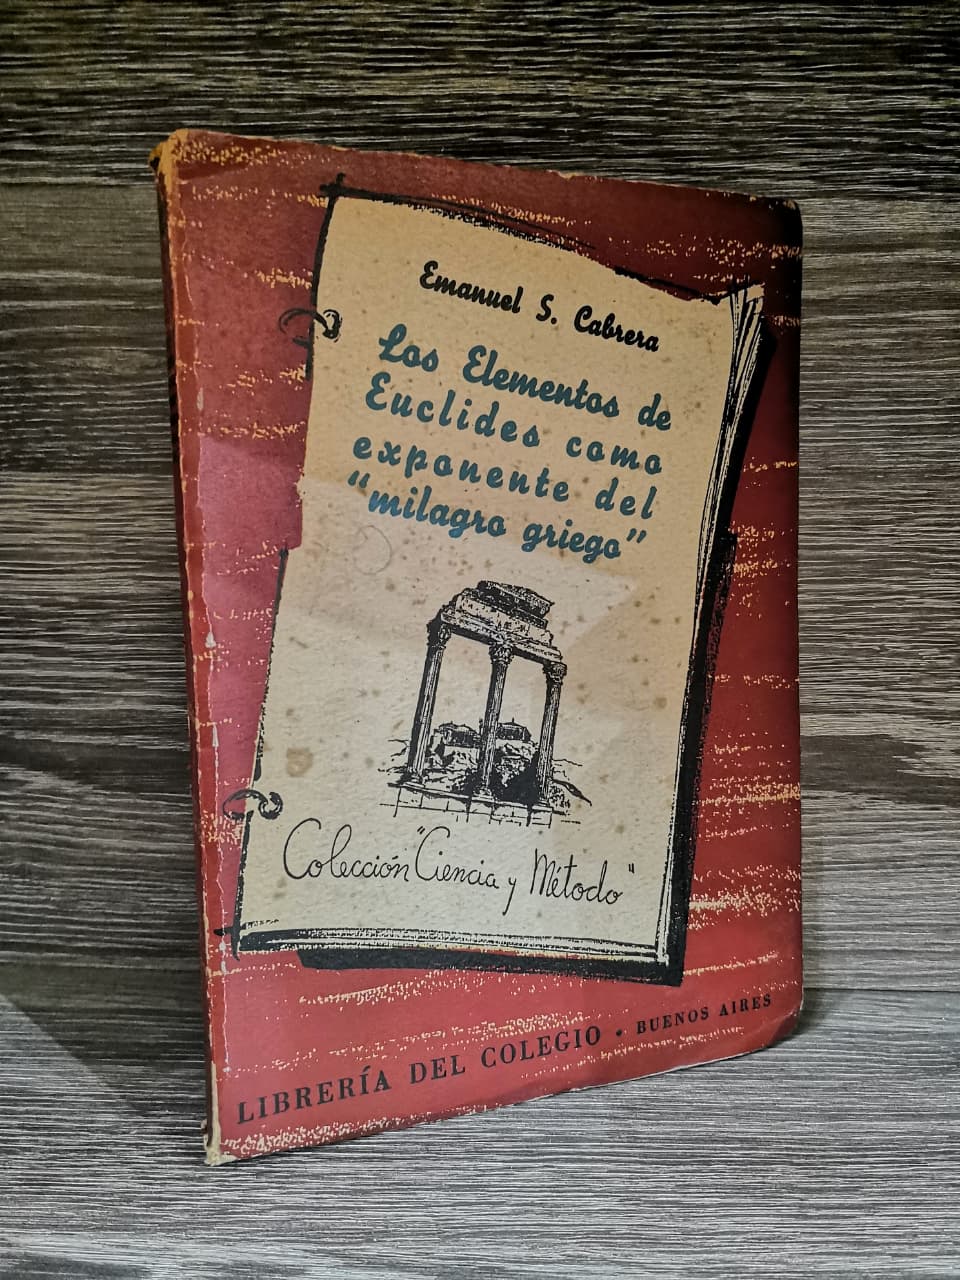 Emanuel S. Cabrera
Los Elementos de
Euclides como
exponente del
"milagro griego"
Colección "Ciencia y Método"
LIBRERÍA DEL COLEGIO • BUENOS AIRES